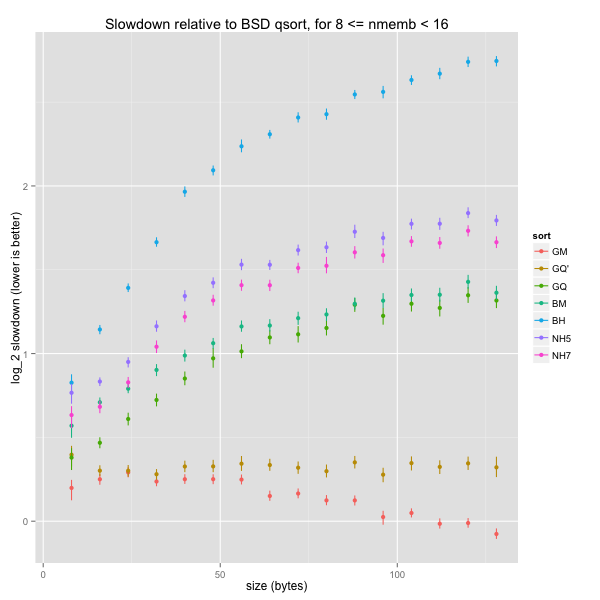 Slowdown relative to BSD qsort, for 8 <= nmemb < 16
log_2 slowdown (lower is better)
2
1
0
0
50
100
size (bytes)
sort
GM
GQ'
GQ
BM
BH
NH5
NH7